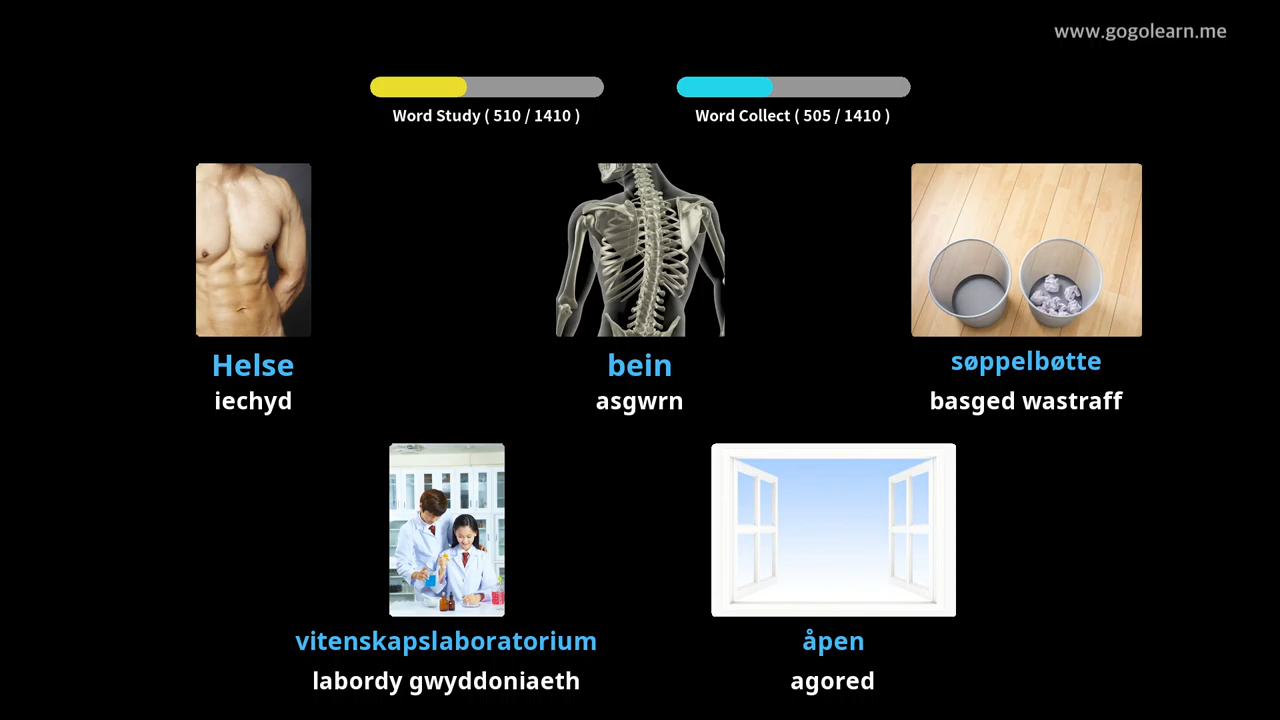 www.gogolearn.me
Word Study ( 510 / 1410 )
Word Collect ( 505 / 1410 )
Helse
iechyd
bein
asgwrn
søppelbøtte
basged wastraff
vitenskapslaboratorium
labordy gwyddoniaeth
åpen
agored